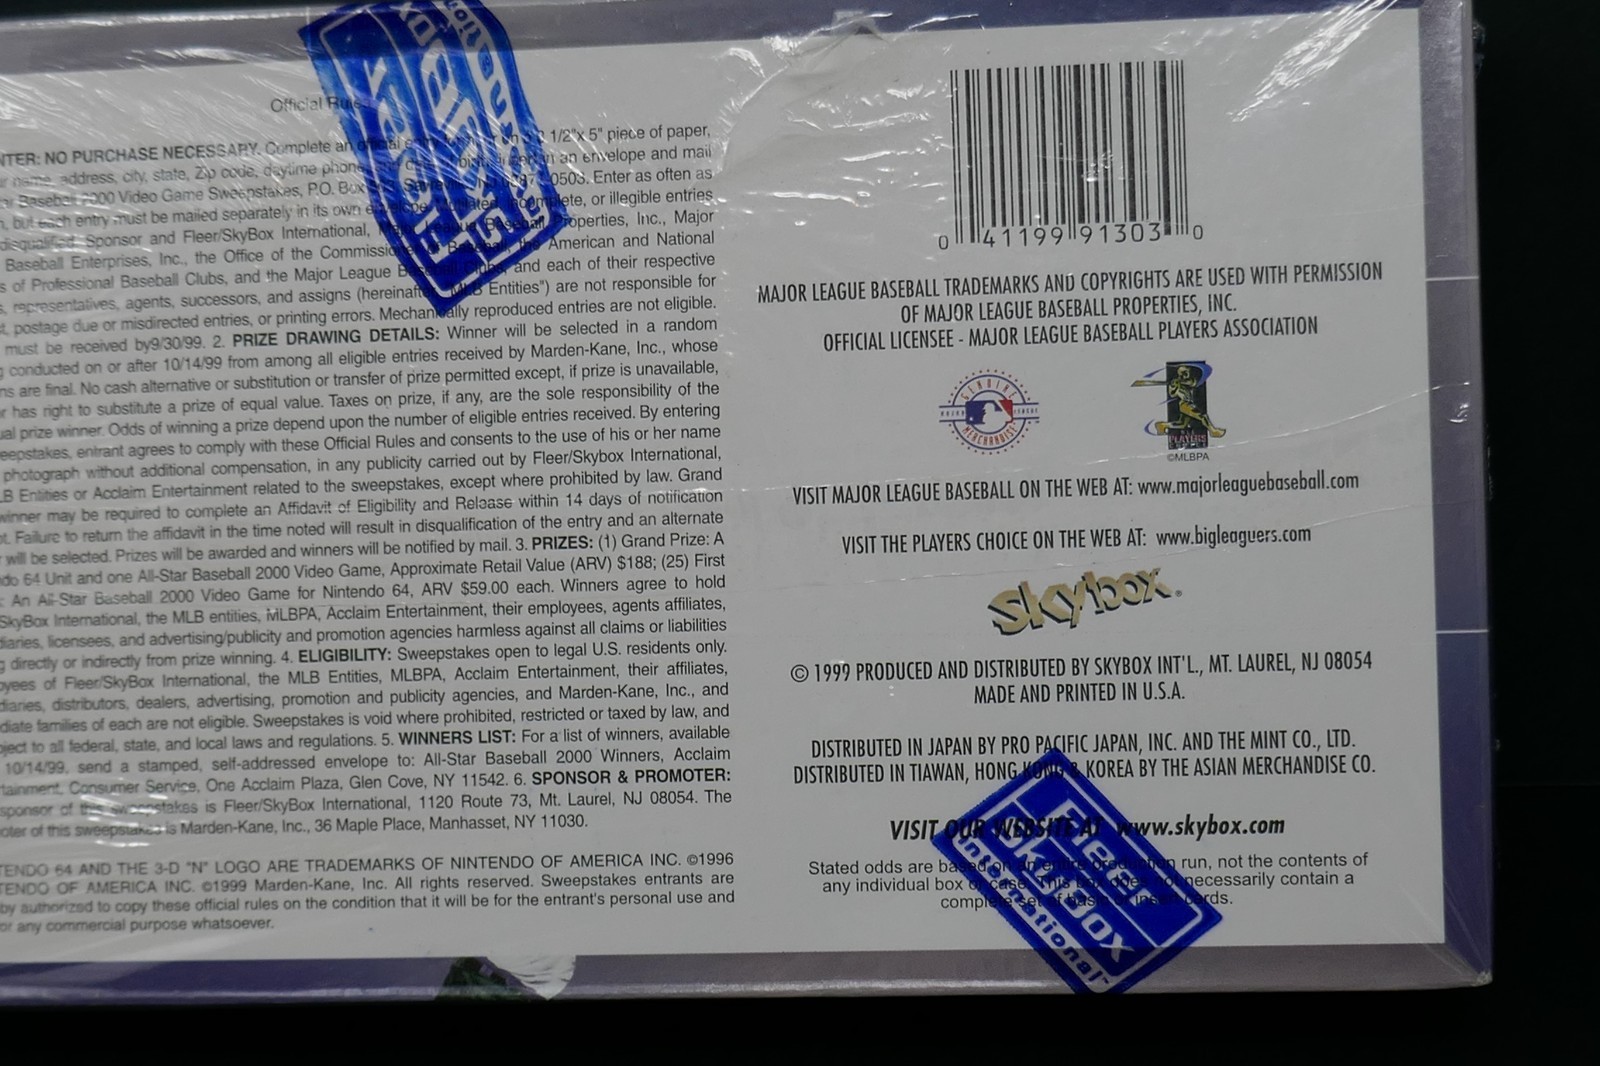 Official Rules
NTER: NO PURCHASE NECESSARY. Complete an official 1/2"x 5" piece of paper,
name, address, city, state, Zip code, daytime phone in an envelope and mail
Baseball 2000 Video Game Sweepstakes, P.O. Box 0503. Enter as often as
, but each entry must be mailed separately in its own envelope. incomplete, or illegible entries
disqualified. Sponsor and Fleer/SkyBox International, Major League Baseball Properties, Inc., Major
Baseball Enterprises, Inc., the Office of the Commissioner of Baseball, the American and National
s of Professional Baseball Clubs, and the Major League Baseball Clubs, and each of their respective
s, representatives, agents, successors, and assigns (hereinafter "MLB Entities") are not responsible for
t, postage due or misdirected entries, or printing errors. Mechanically reproduced entries are not eligible.
must be received by9/30/99. 2. PRIZE DRAWING DETAILS: Winner will be selected in a random
g conducted on or after 10/14/99 from among all eligible entries received by Marden-Kane, Inc., whose
ns are final. No cash alternative or substitution or transfer of prize permitted except, if prize is unavailable,
r has right to substitute a prize of equal value. Taxes on prize, if any, are the sole responsibility of the
ual prize winner. Odds of winning a prize depend upon the number of eligible entries received. By entering
eepstakes, entrant agrees to comply with these Official Rules and consents to the use of his or her name
photograph without additional compensation, in any publicity carried out by Fleer/Skybox International,
LB Entities or Acclaim Entertainment related to the sweepstakes, except where prohibited by law. Grand
winner may be required to complete an Affidavit of Eligibility and Release within 14 days of notification
pt. Failure to return the affidavit in the time noted will result in disqualification of the entry and an alternate
r will be selected. Prizes will be awarded and winners will be notified by mail. 3. PRIZES: (1) Grand Prize: A
do 64 Unit and one All-Star Baseball 2000 Video Game, Approximate Retail Value (ARV) $188; (25) First
: An All-Star Baseball 2000 Video Game for Nintendo 64, ARV $59.00 each. Winners agree to hold
SkyBox International, the MLB entities, MLBPA, Acclaim Entertainment, their employees, agents affiliates,
diaries, licensees, and advertising/publicity and promotion agencies harmless against all claims or liabilities
g directly or indirectly from prize winning. 4. ELIGIBILITY: Sweepstakes open to legal U.S. residents only.
oyees of Fleer/SkyBox International, the MLB Entities, MLBPA, Acclaim Entertainment, their affiliates,
diaries, distributors, dealers, advertising, promotion and publicity agencies, and Marden-Kane, Inc., and
diate families of each are not eligible. Sweepstakes is void where prohibited, restricted or taxed by law, and
bject to all federal, state, and local laws and regulations. 5. WINNERS LIST: For a list of winners, available
10/14/99, send a stamped, self-addressed envelope to: All-Star Baseball 2000 Winners, Acclaim
tainment, Consumer Service, One Acclaim Plaza, Glen Cove, NY 11542. 6. SPONSOR & PROMOTER:
sponsor of this sweepstakes is Fleer/SkyBox International, 1120 Route 73, Mt. Laurel, NJ 08054. The
oter of this sweepstakes is Marden-Kane, Inc., 36 Maple Place, Manhasset, NY 11030.
TENDO 64 AND THE 3-D "N" LOGO ARE TRADEMARKS OF NINTENDO OF AMERICA INC. ©1996
TENDO OF AMERICA INC. ©1999 Marden-Kane, Inc. All rights reserved. Sweepstakes entrants are
by authorized to copy these official rules on the condition that it will be for the entrant's personal use and
or any commercial purpose whatsoever.
0 41199 91303 0
MAJOR LEAGUE BASEBALL TRADEMARKS AND COPYRIGHTS ARE USED WITH PERMISSION
OF MAJOR LEAGUE BASEBALL PROPERTIES, INC.
OFFICIAL LICENSEE - MAJOR LEAGUE BASEBALL PLAYERS ASSOCIATION
GENUINE
MAJOR LEAGUE
MERCHANDISE
PLAYERS
©MLBPA
VISIT MAJOR LEAGUE BASEBALL ON THE WEB AT: www.majorleaguebaseball.com
VISIT THE PLAYERS CHOICE ON THE WEB AT: www.bigleaguers.com
skybox®
© 1999 PRODUCED AND DISTRIBUTED BY SKYBOX INT'L., MT. LAUREL, NJ 08054
MADE AND PRINTED IN U.S.A.
DISTRIBUTED IN JAPAN BY PRO PACIFIC JAPAN, INC. AND THE MINT CO., LTD.
DISTRIBUTED IN TIAWAN, HONG KONG & KOREA BY THE ASIAN MERCHANDISE CO.
VISIT OUR WEBSITE AT www.skybox.com
Stated odds are based on an entire production run, not the contents of
any individual box or case. This box does not necessarily contain a
complete set of basic or insert cards.
fleer
skybox
international™